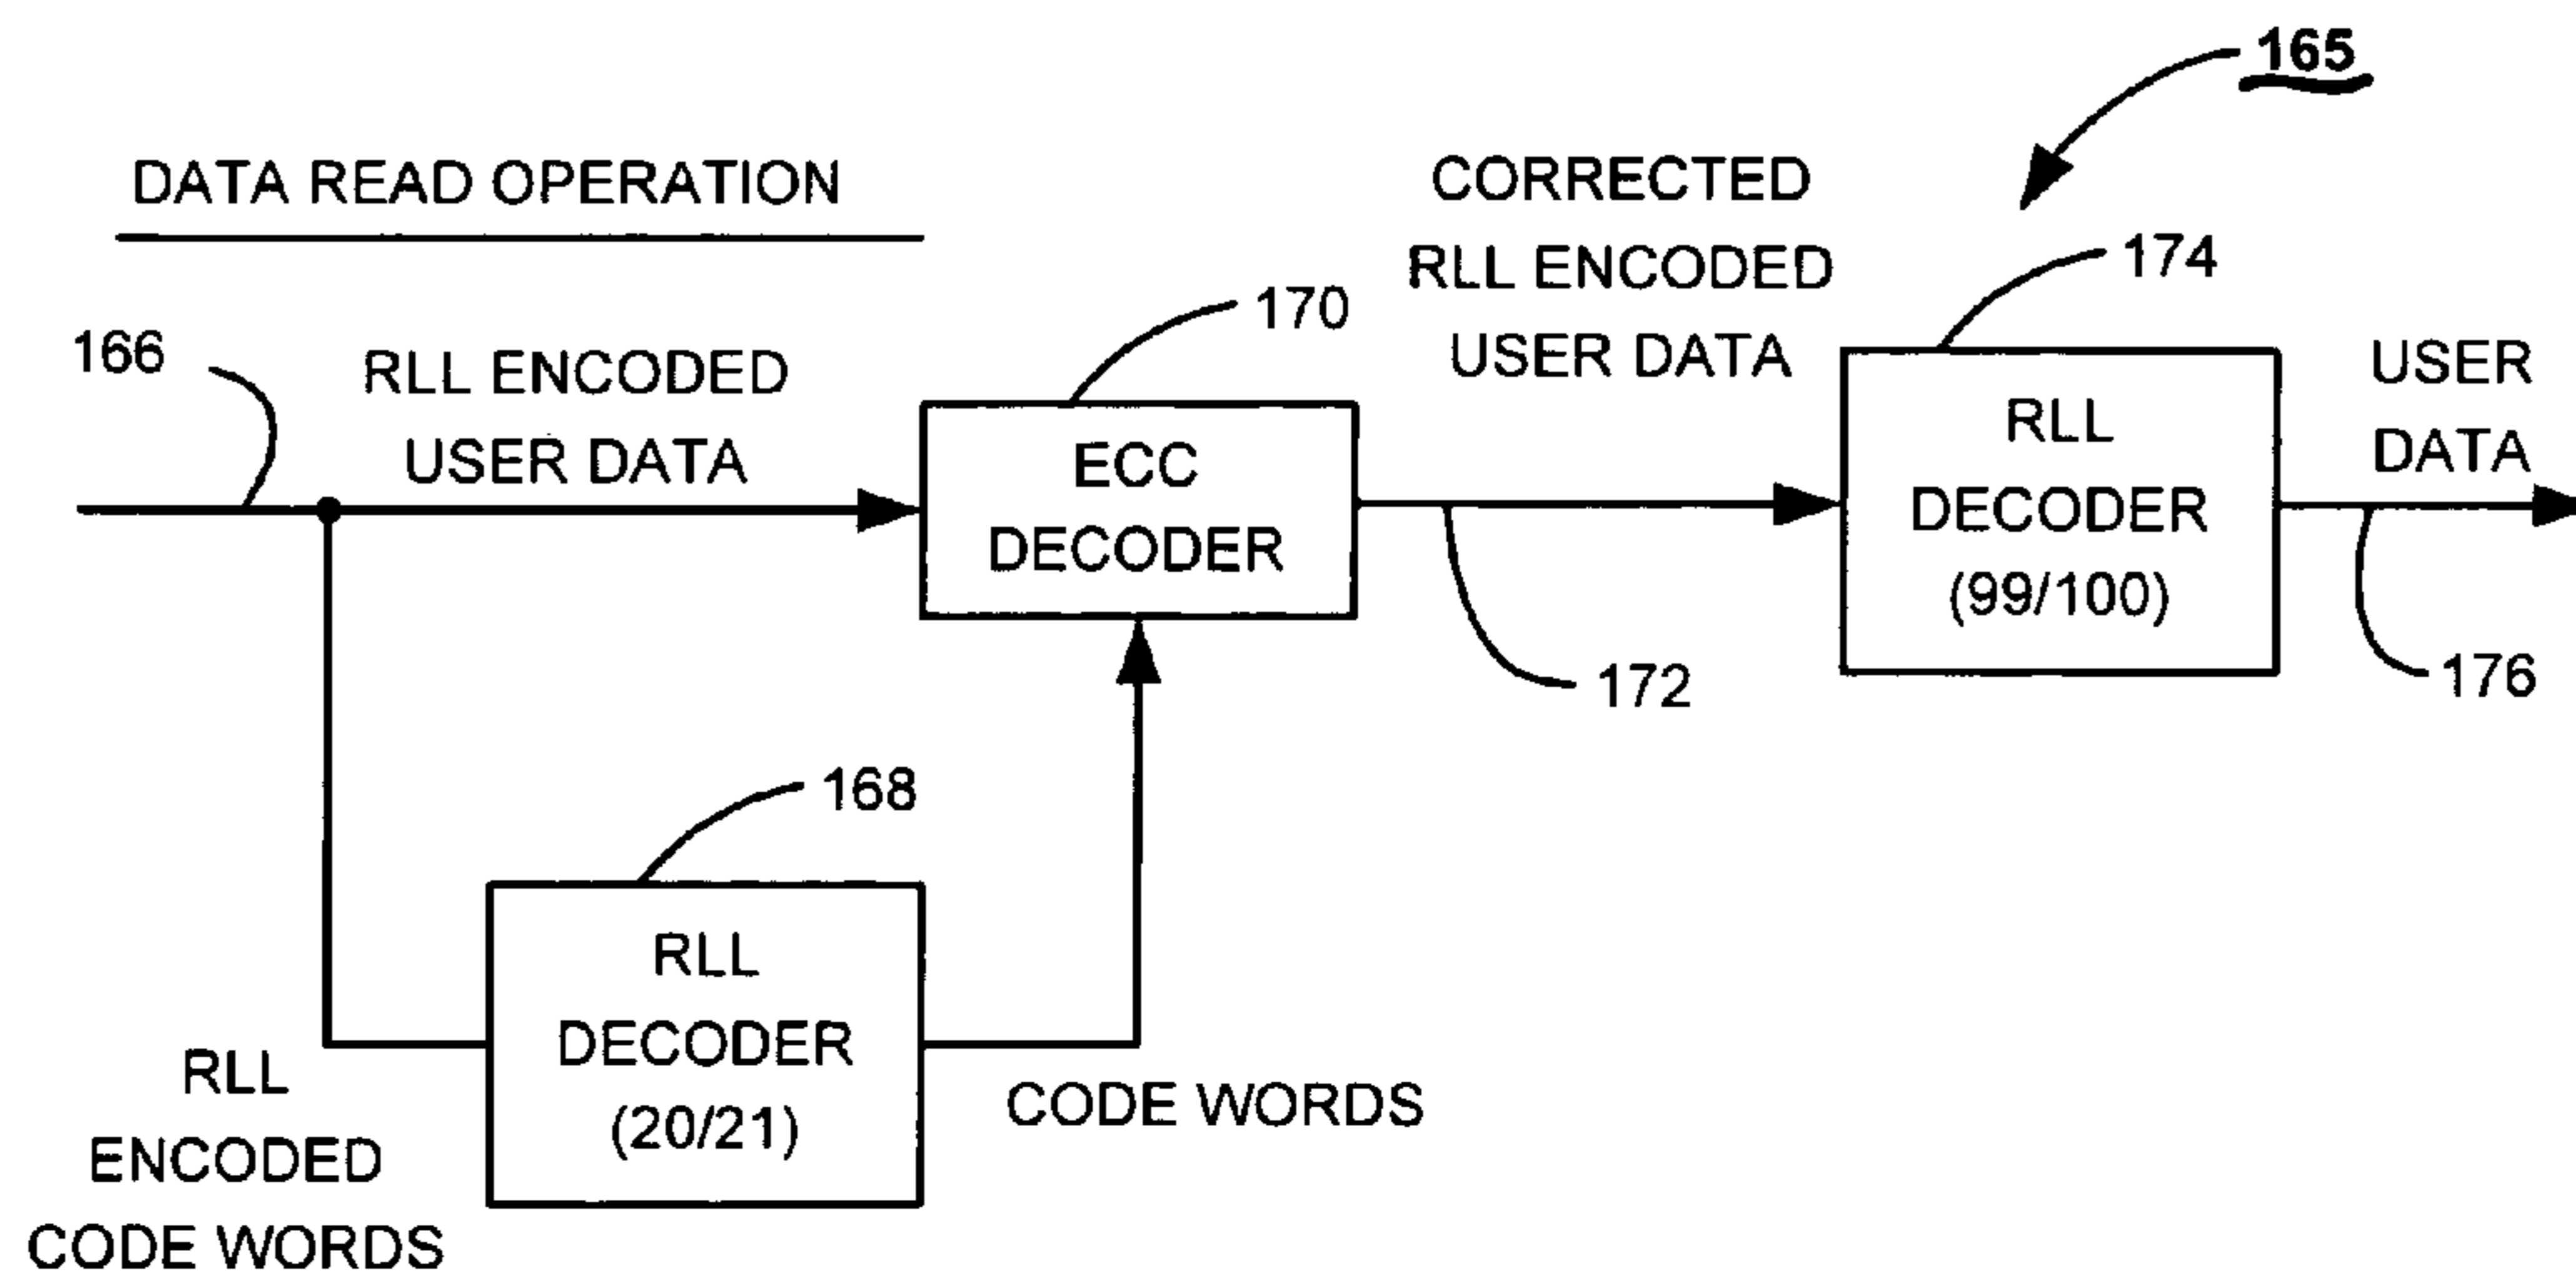 165
DATA READ OPERATION
CORRECTED
RLL ENCODED
USER DATA
174
170
166
RLL ENCODED
USER DATA
ECC
DECODER
RLL
DECODER
(99/100)
USER
DATA
172
176
168
RLL
DECODER
(20/21)
RLL
ENCODED
CODE WORDS
CODE WORDS